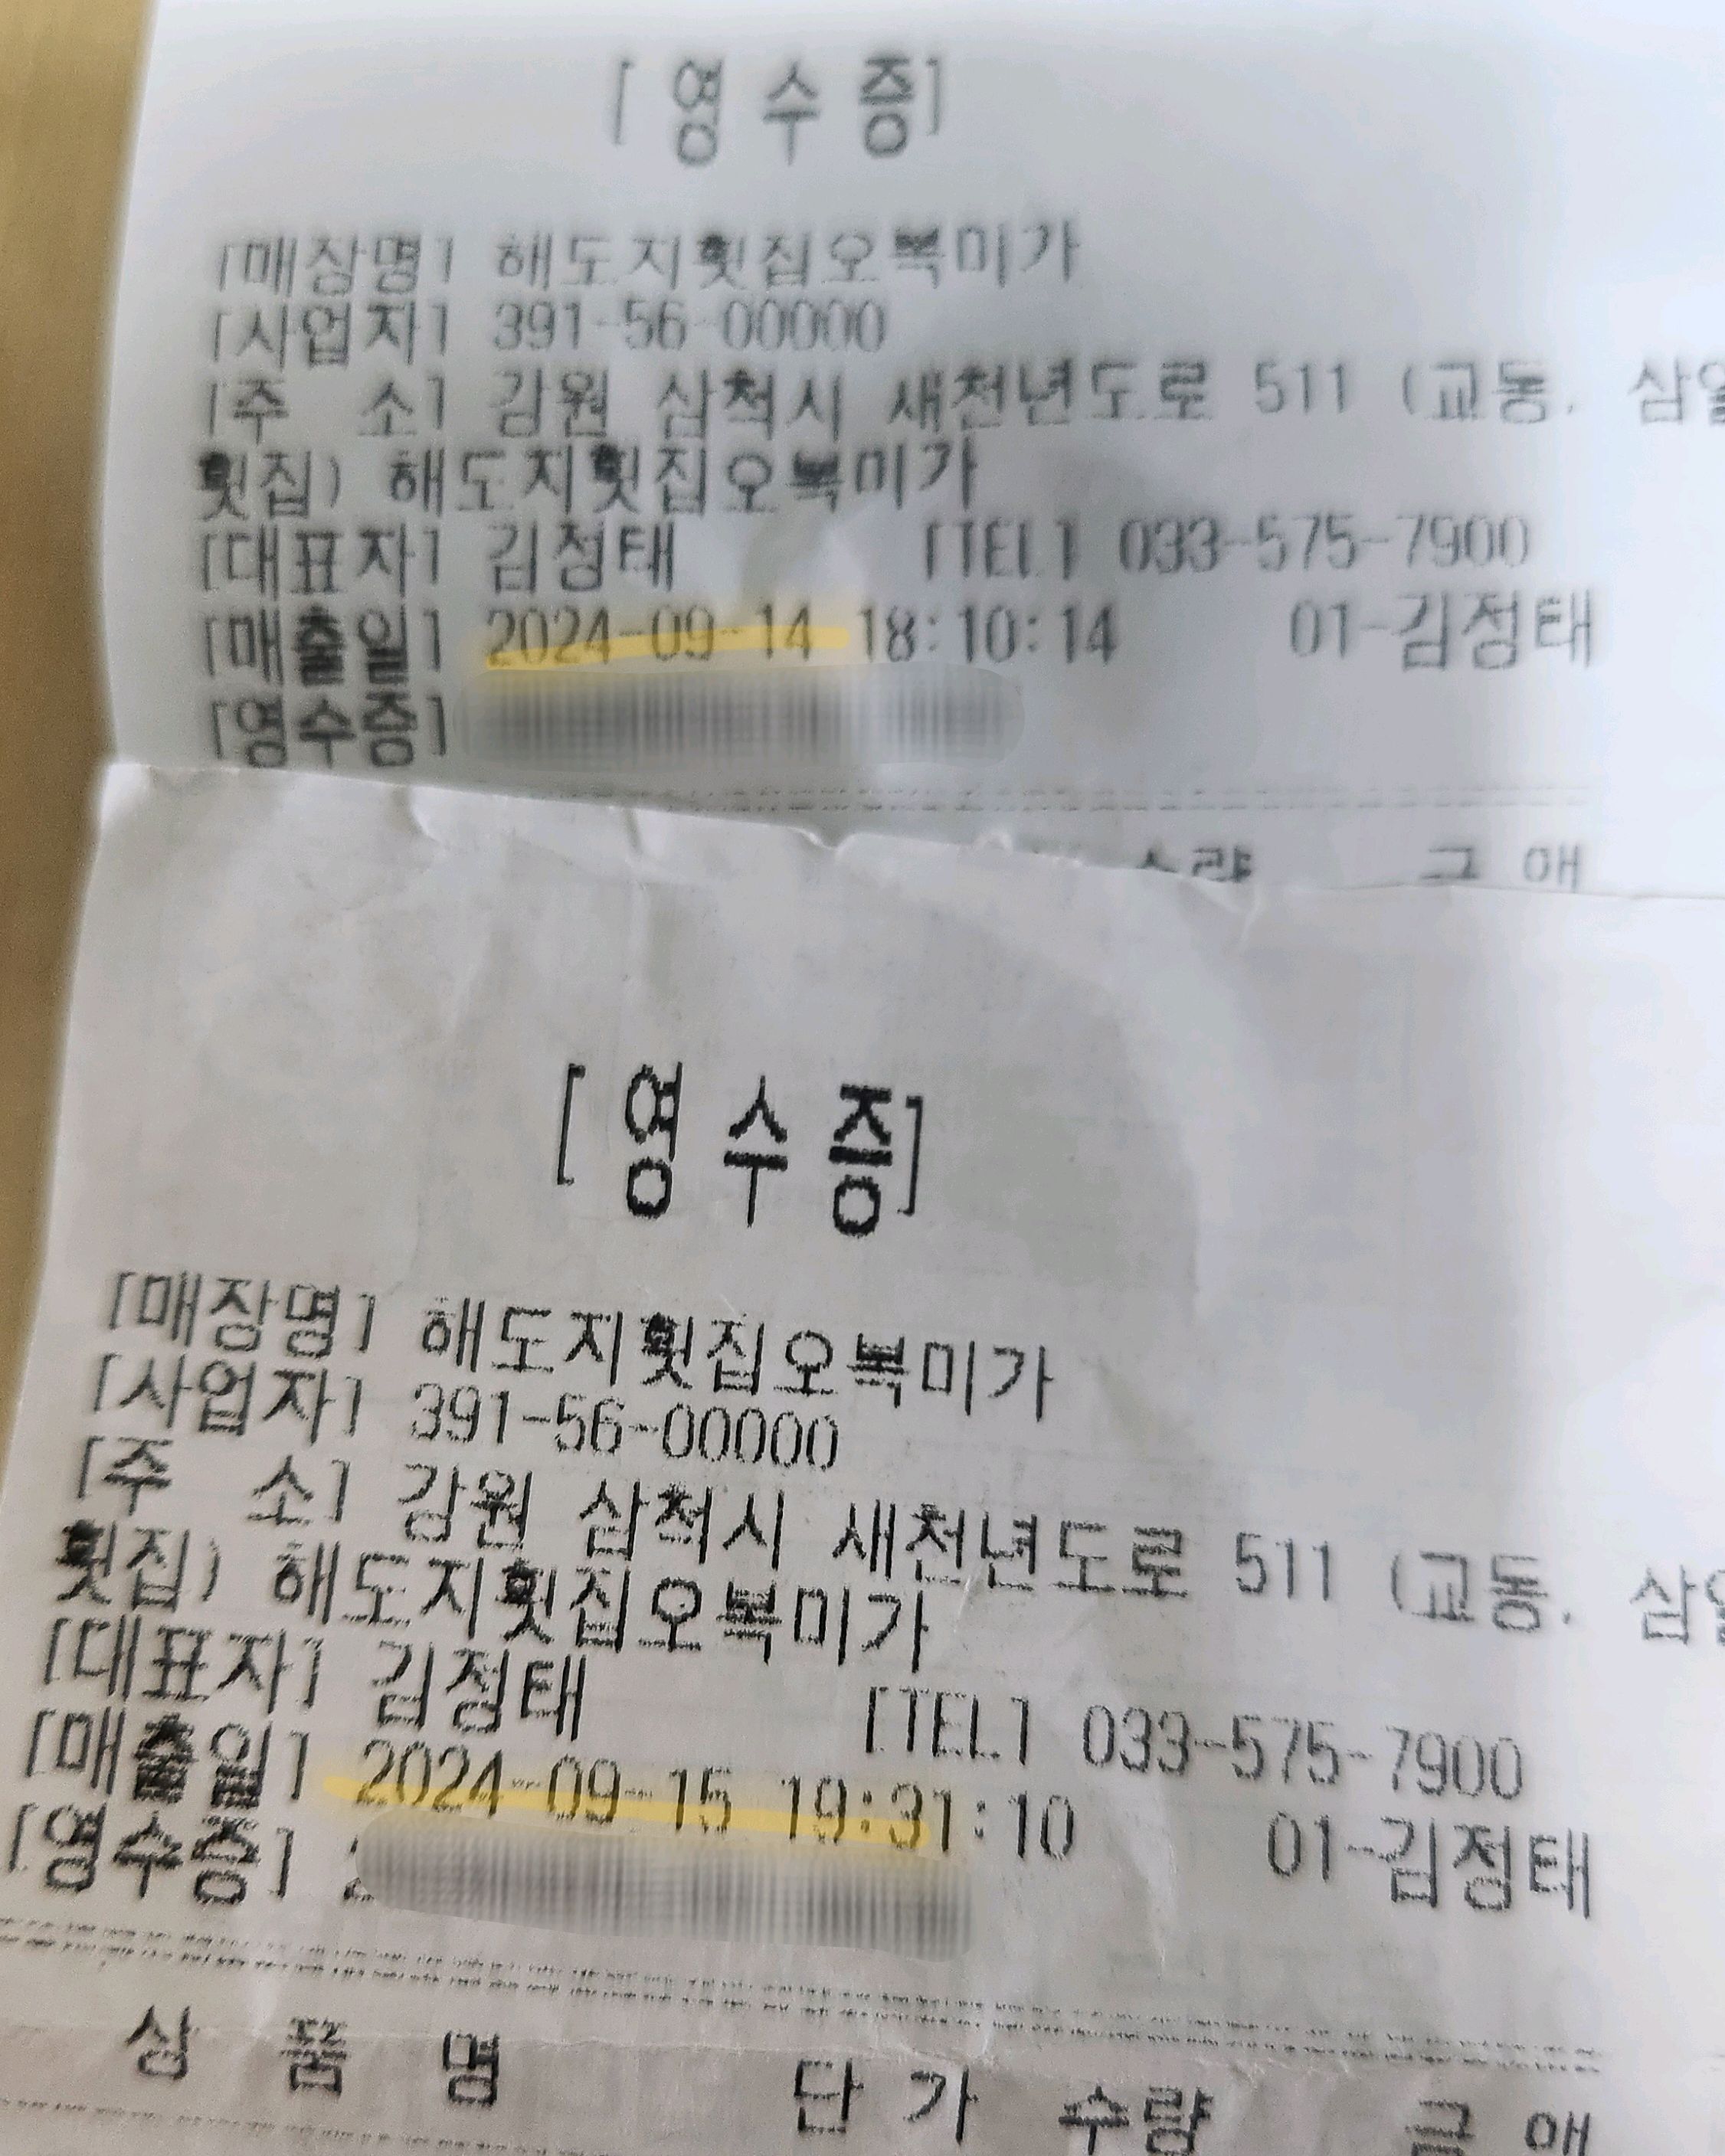 [영수증]
[매장명] 해도지횟집오복미가
[사업자] 391-56-00000
[주 소] 강원 삼척시 새천년도로 511 (교동, 삼일
횟집) 해도지횟집오복미가
[대표자] 김정태 [TEL] 033-575-7900
[매출일] 2024-09-14 18:10:14 01-김정태
[영수증]
수량 금 액
[영수증]
[매장명] 해도지횟집오복미가
[사업자] 391-56-00000
[주 소] 강원 삼척시 새천년도로 511 (교동, 삼일
횟집) 해도지횟집오복미가
[대표자] 김정태 [TEL] 033-575-7900
[매출일] 2024-09-15 19:31:10 01-김정태
[영수증]
상 품 명 단 가 수량 금 액